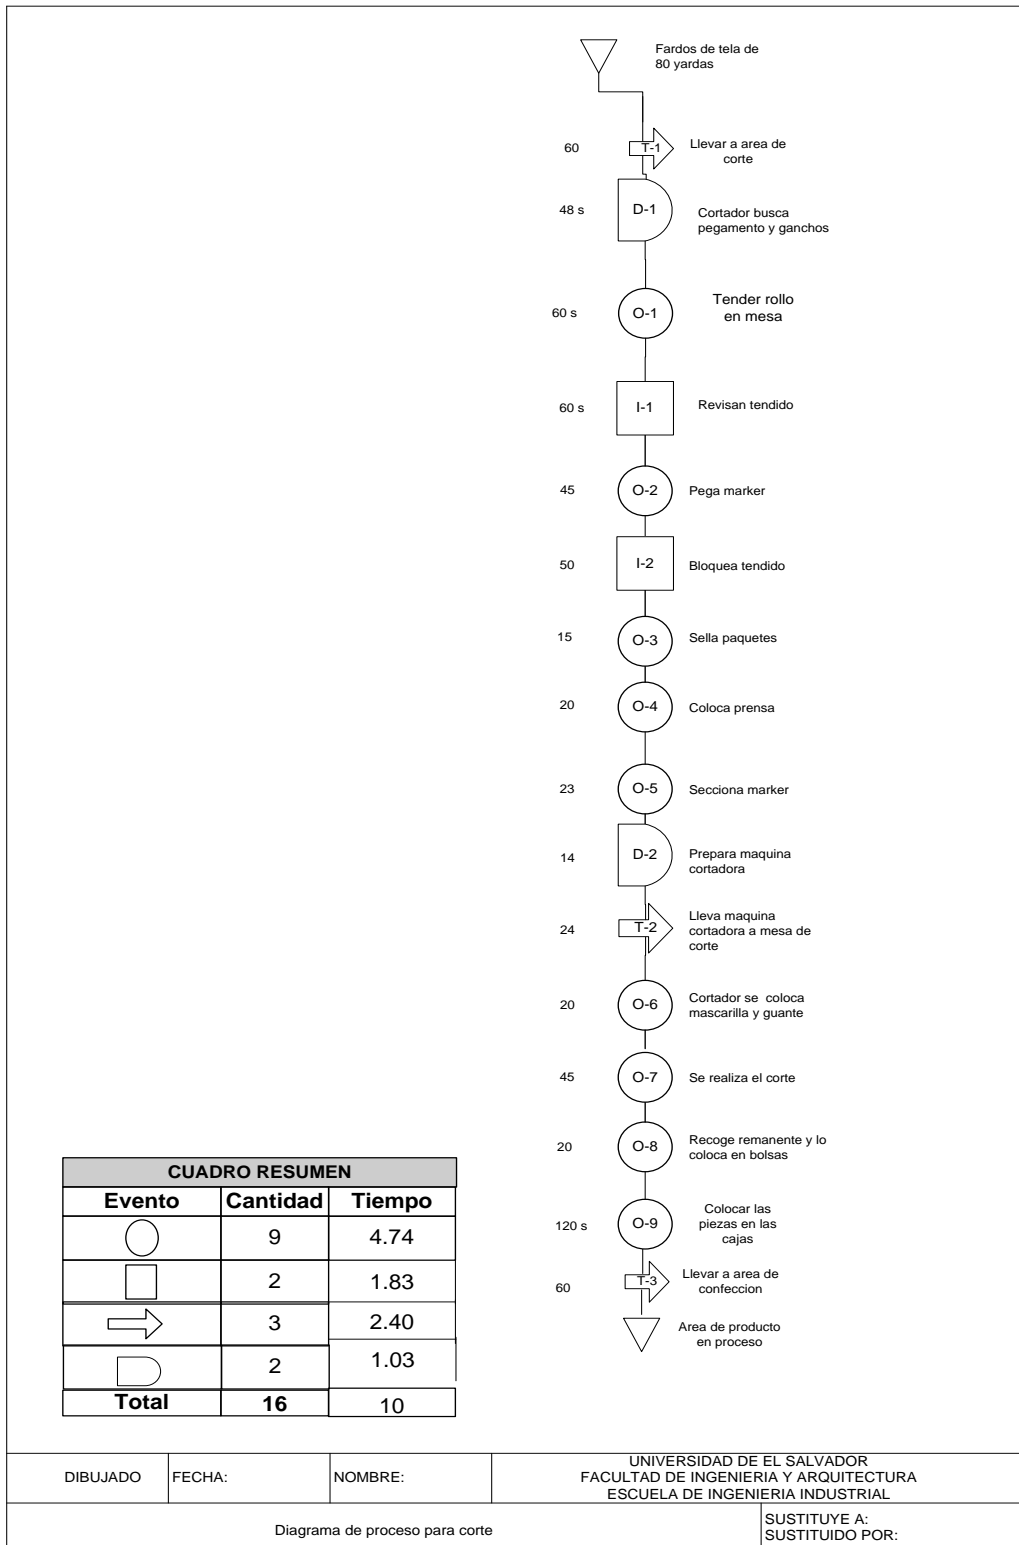 Fardos de tela de
80 yardas
60
T-1
Llevar a area de
corte
48 s
D-1
Cortador busca
pegamento y ganchos
60 s
O-1
Tender rollo
en mesa
60 s
I-1
Revisan tendido
45
O-2
Pega marker
50
I-2
Bloquea tendido
15
O-3
Sella paquetes
20
O-4
Coloca prensa
23
O-5
Secciona marker
14
D-2
Prepara maquina
cortadora
24
T-2
Lleva maquina
cortadora a mesa de
corte
20
O-6
Cortador se coloca
mascarilla y guante
45
O-7
Se realiza el corte
20
O-8
Recoge remanente y lo
coloca en bolsas
120 s
O-9
Colocar las
piezas en las
cajas
60
T-3
Llevar a area de
confeccion
Area de producto
en proceso
CUADRO RESUMEN
Evento Cantidad Tiempo
9 4.74
2 1.83
3 2.40
2 1.03
Total 16 10
DIBUJADO FECHA: NOMBRE:
UNIVERSIDAD DE EL SALVADOR
FACULTAD DE INGENIERIA Y ARQUITECTURA
ESCUELA DE INGENIERIA INDUSTRIAL
Diagrama de proceso para corte
SUSTITUYE A:
SUSTITUIDO POR: